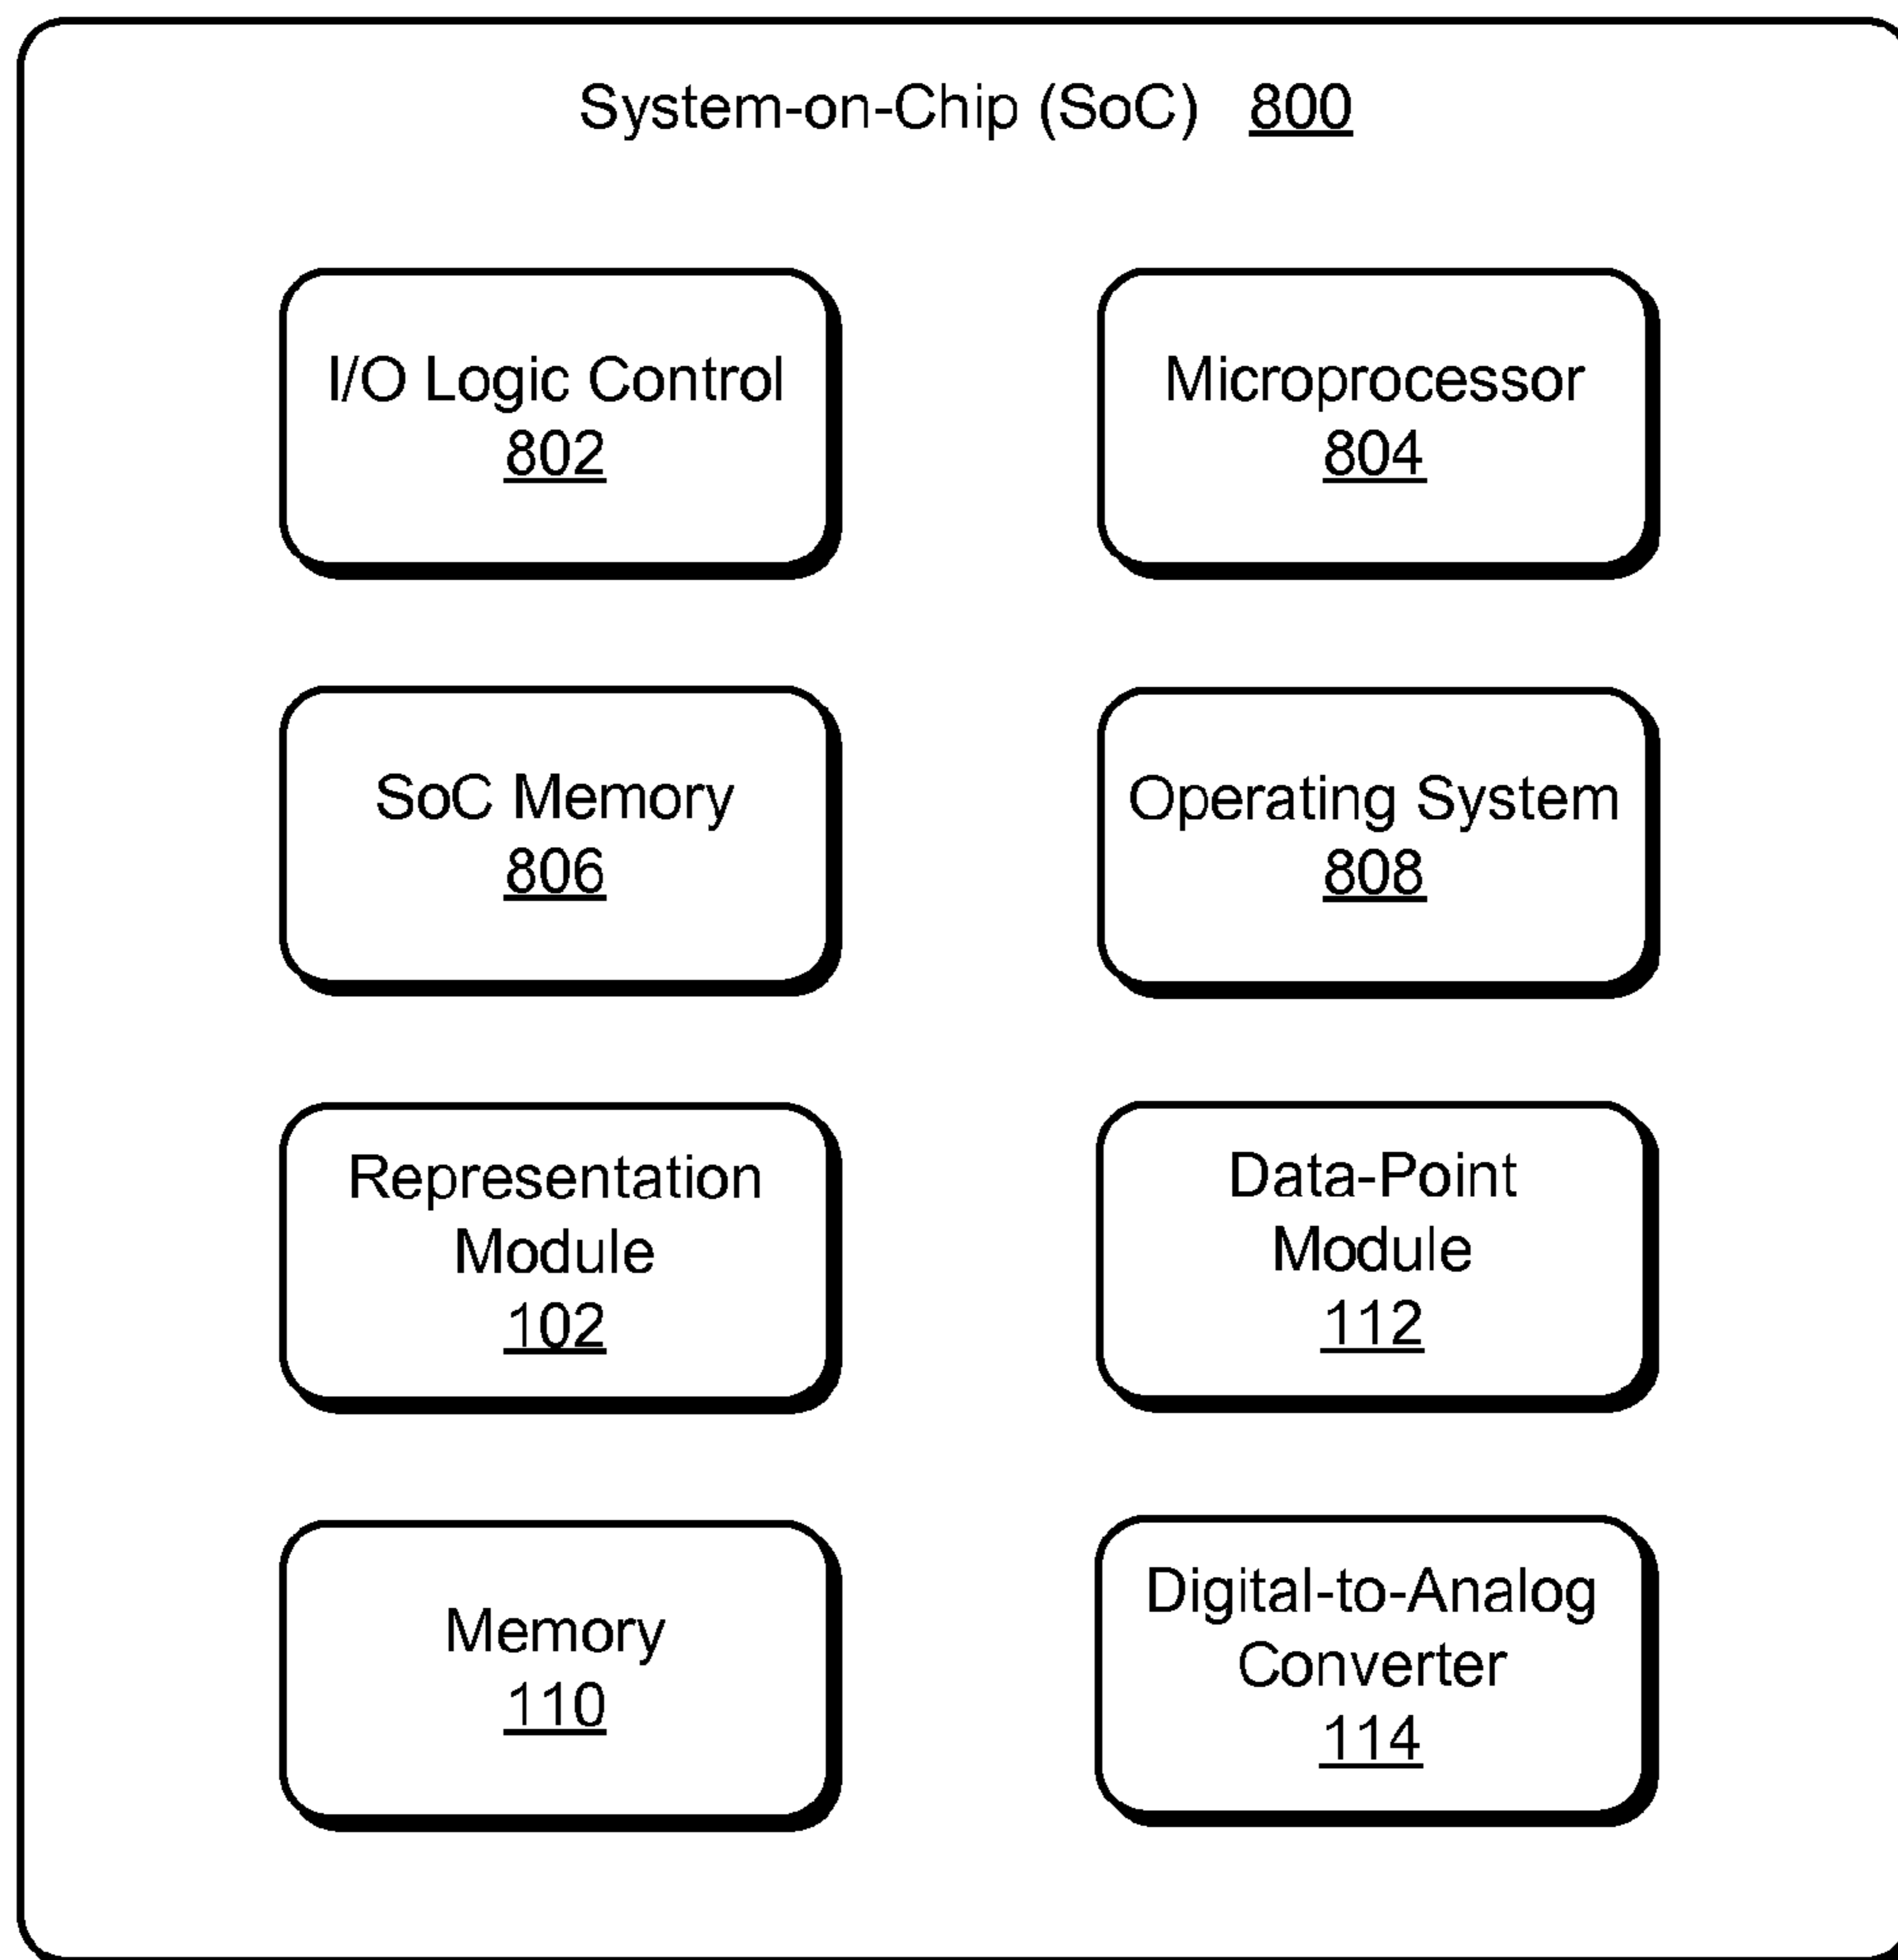 System-on-Chip (SoC) 800
I/O Logic Control
802
Microprocessor
804
SoC Memory
806
Operating System
808
Representation
Module
102
Data-Point
Module
112
Memory
110
Digital-to-Analog
Converter
114